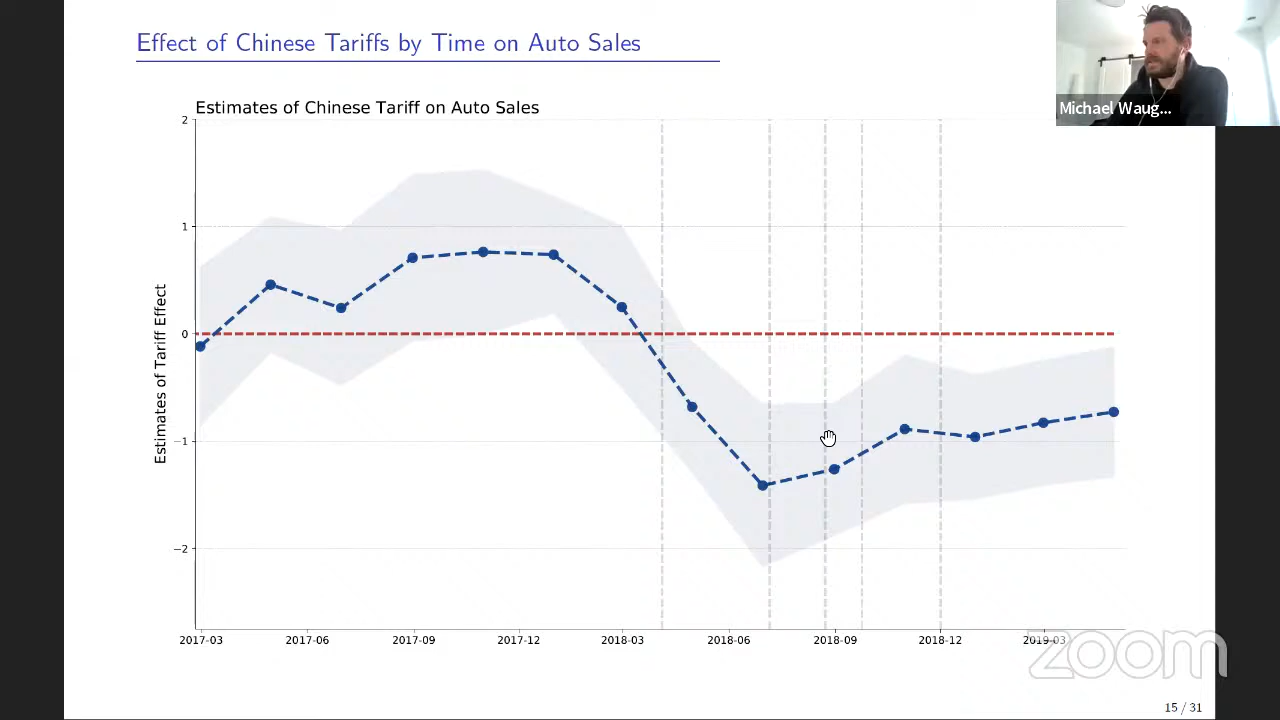 Effect of Chinese Tariffs by Time on Auto Sales
Michael Waug...
Estimates of Chinese Tariff on Auto Sales
Estimates of Tariff Effect
2
1
0
−1
−2
2017-03 2017-06 2017-09 2017-12 2018-03 2018-06 2018-09 2018-12 2019-03
zoom
15 / 31